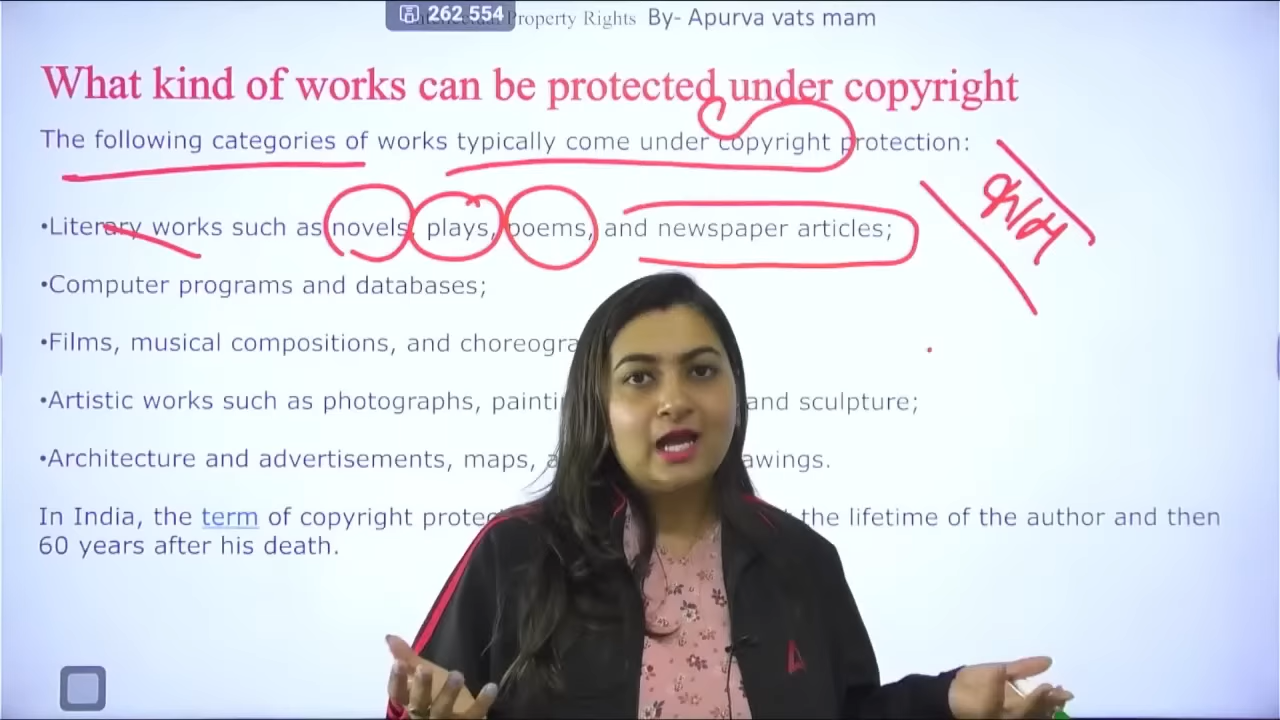 262 554
Property Rights By- Apurva vats mam
What kind of works can be protected under copyright
The following categories of works typically come under copyright protection:
•Literary works such as novels, plays, poems, and newspaper articles;
•Computer programs and databases;
•Films, musical compositions, and choreogra
•Artistic works such as photographs, painti and sculpture;
•Architecture and advertisements, maps, a awings.
In India, the term of copyright protec t the lifetime of the author and then
60 years after his death.